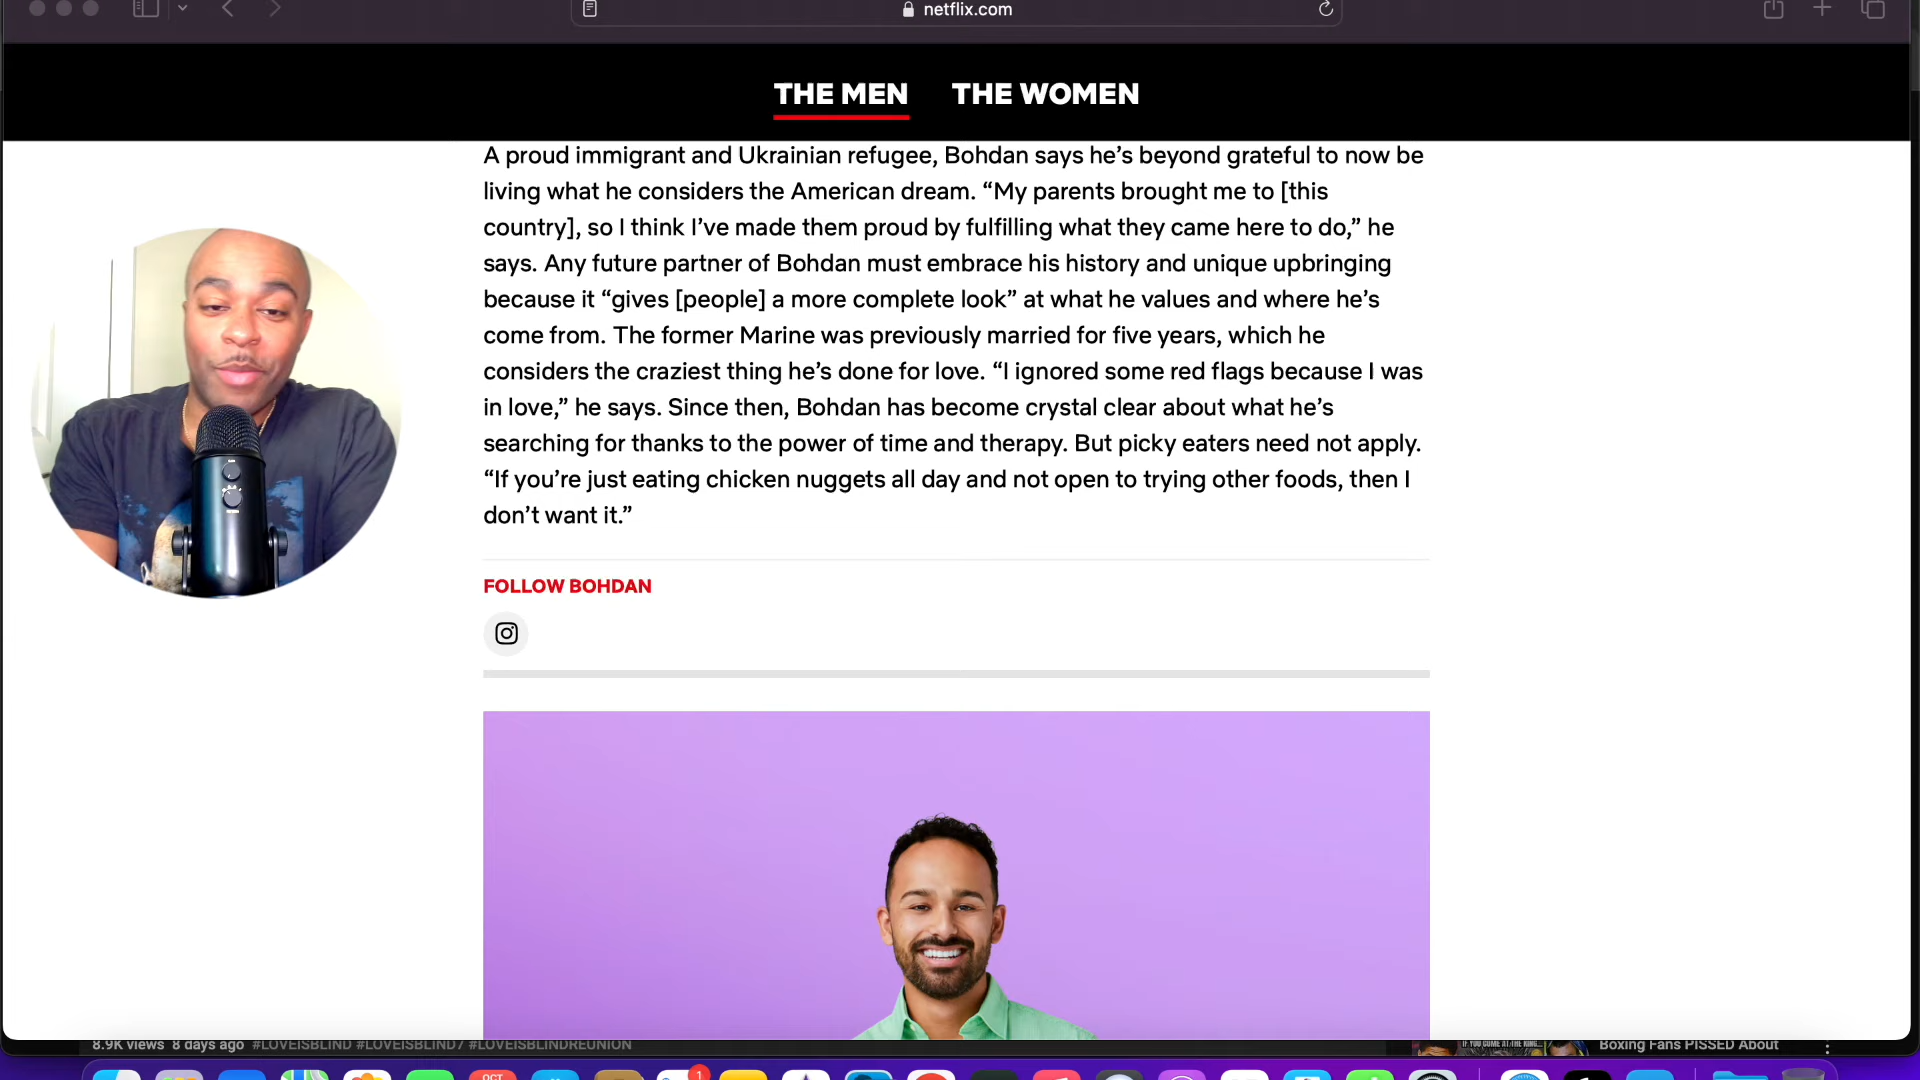 netflix.com
THE MEN THE WOMEN
A proud immigrant and Ukrainian refugee, Bohdan says he’s beyond grateful to now be
living what he considers the American dream. “My parents brought me to [this
country], so I think I’ve made them proud by fulfilling what they came here to do,” he
says. Any future partner of Bohdan must embrace his history and unique upbringing
because it “gives [people] a more complete look” at what he values and where he’s
come from. The former Marine was previously married for five years, which he
considers the craziest thing he’s done for love. “I ignored some red flags because I was
in love,” he says. Since then, Bohdan has become crystal clear about what he’s
searching for thanks to the power of time and therapy. But picky eaters need not apply.
“If you’re just eating chicken nuggets all day and not open to trying other foods, then I
don’t want it.”
FOLLOW BOHDAN
8.9K views 8 days ago #LOVEISBLIND #LOVEISBLIND7 #LOVEISBLINDREUNION
IF YOU COME AT THE KING...
Boxing Fans PISSED About
OCT
1